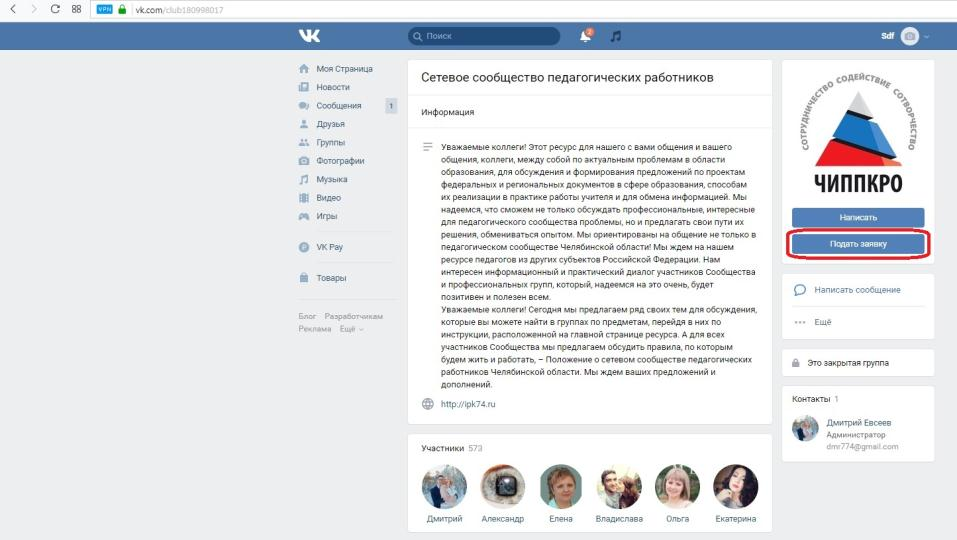 VPN
vk.com/club180998017
Поиск
2
Sdf
Моя Страница
Новости
Сообщения 1
Друзья
Группы
Фотографии
Музыка
Видео
Игры
VK Pay
Товары
Блог Разработчикам
Реклама Ещё
Сетевое сообщество педагогических работников
Информация
Уважаемые коллеги! Этот ресурс для нашего с вами общения и вашего
общения, коллеги, между собой по актуальным проблемам в области
образования, для обсуждения и формирования предложений по проектам
федеральных и региональных документов в сфере образования, способам
их реализации в практике работы учителя и для обмена информацией. Мы
надеемся, что сможем не только обсуждать профессиональные, интересные
для педагогического сообщества проблемы, но и предлагать свои пути их
решения, обмениваться опытом. Мы ориентированы на общение не только в
педагогическом сообществе Челябинской области! Мы ждем на нашем
ресурсе педагогов из других субъектов Российской Федерации. Нам
интересен информационный и практический диалог участников Сообщества
и профессиональных групп, который, надеемся на это очень, будет
позитивен и полезен всем.
Уважаемые коллеги! Сегодня мы предлагаем ряд своих тем для обсуждения,
которые вы можете найти в группах по предметам, перейдя в них по
инструкции, расположенной на главной странице ресурса. А для всех
участников Сообщества мы предлагаем обсудить правила, по которым
будем жить и работать, – Положение о сетевом сообществе педагогических
работников Челябинской области. Мы ждем ваших предложений и
дополнений.
http://ipk74.ru
Участники 573
Дмитрий Александр Елена Владислава Ольга Екатерина
СОТРУДНИЧЕСТВО СОДЕЙСТВИЕ СОТВОРЧЕСТВО
ЧИППКРО
Написать
Подать заявку
Написать сообщение
Ещё
Это закрытая группа
Контакты 1
Дмитрий Евсеев
Администратор
dmr774@gmail.com